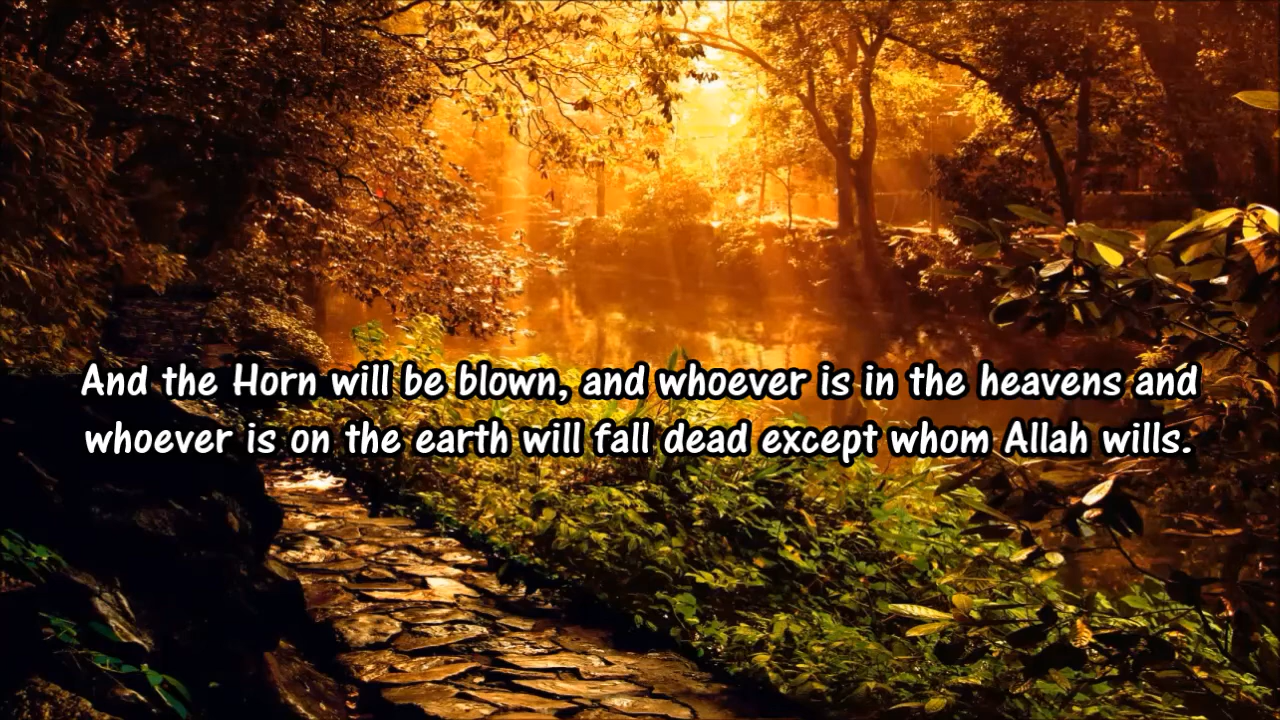 And the Horn will be blown, and whoever is in the heavens and
whoever is on the earth will fall dead except whom Allah wills.